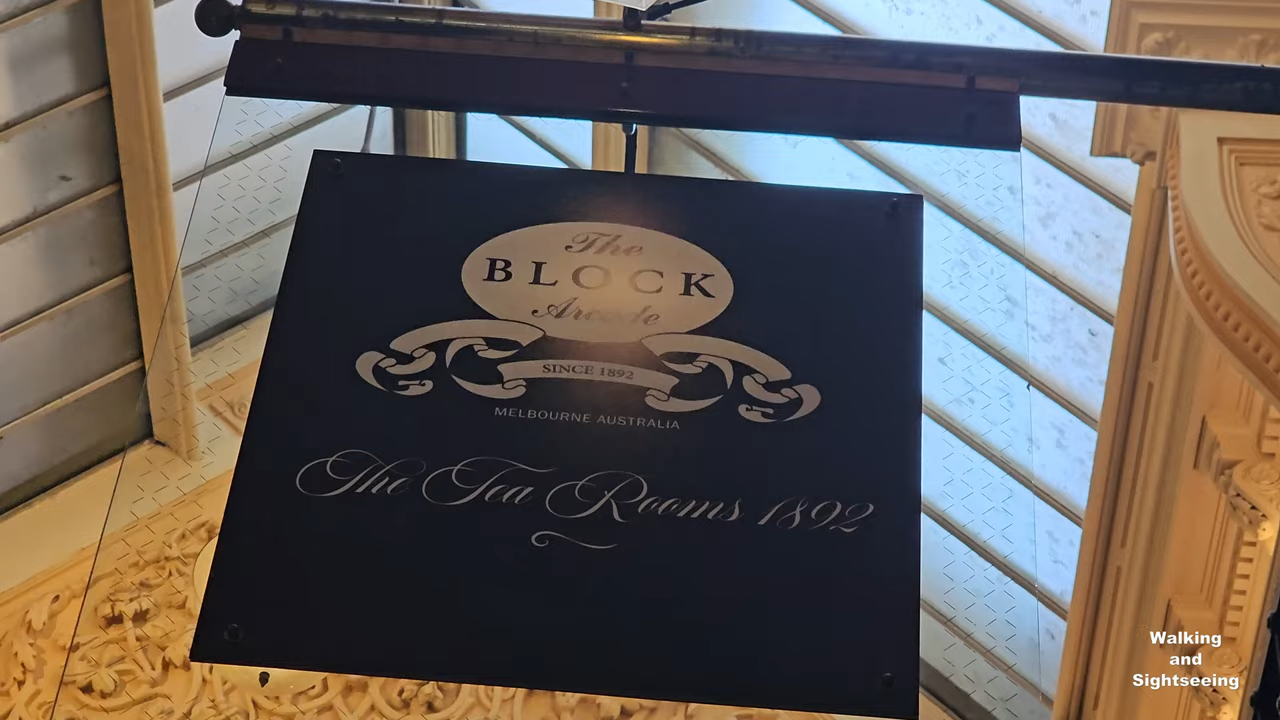 The
BLOCK
Arcade
SINCE 1892
MELBOURNE AUSTRALIA
The Tea Rooms 1892
Walking
and
Sightseeing